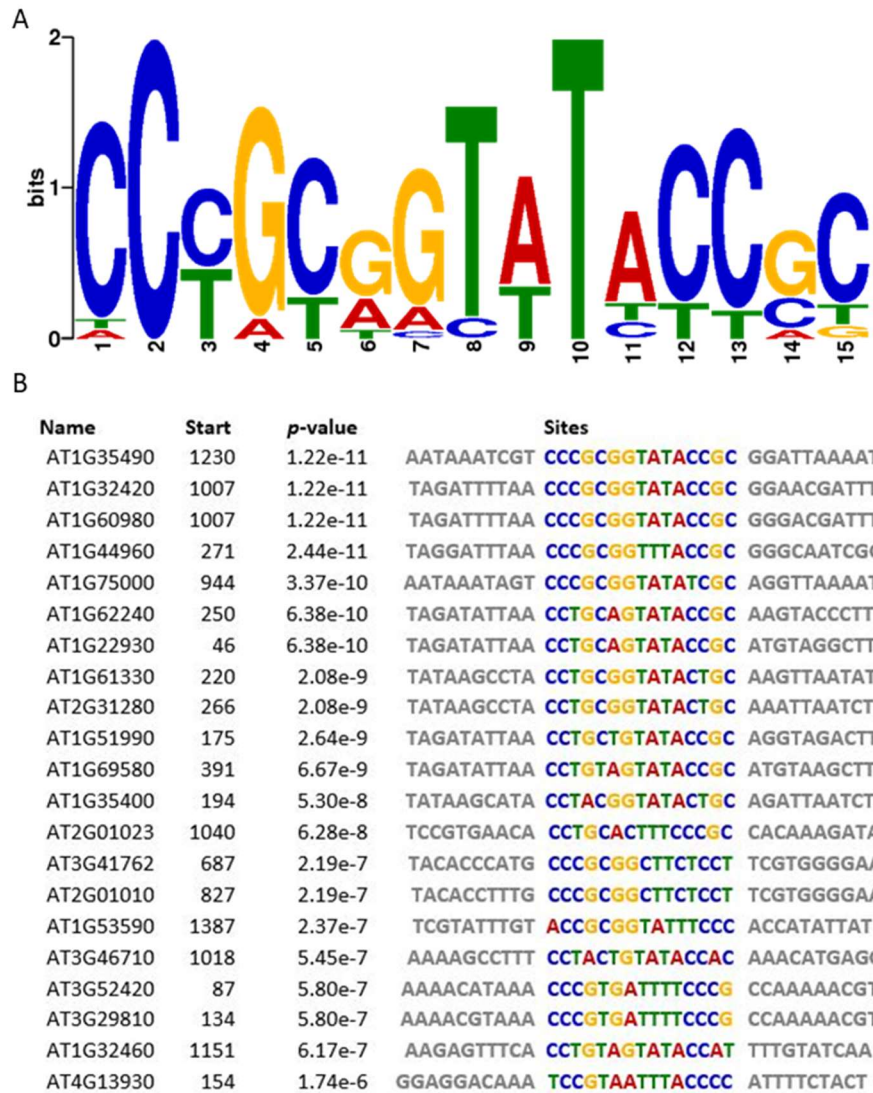 A
2
bits
1
0
C C C G C G G T A T A C C G C
T T A T A A C T T C T T C T
A T C T A G
1 2 3 4 5 6 7 8 9 10 11 12 13 14 15
B
Name Start p-value Sites
AT1G35490 1230 1.22e-11 AATAAATCGT CCCGCGGTATACCGC GGATTAAAAT
AT1G32420 1007 1.22e-11 TAGATTTTAA CCCGCGGTATACCGC GGAACGATTT
AT1G60980 1007 1.22e-11 TAGATTTTAA CCCGCGGTATACCGC GGGACGATTT
AT1G44960 271 2.44e-11 TAGGATTTAA CCCGCGGTTTACCGC GGGCAATCGC
AT1G75000 944 3.37e-10 AATAAATAGT CCCGCGGTATATCGC AGGTTAAAAT
AT1G62240 250 6.38e-10 TAGATATTAA CCTGCAGTATACCGC AAGTACCCTT
AT1G22930 46 6.38e-10 TAGATATTAA CCTGCAGTATACCGC ATGTAGGCTT
AT1G61330 220 2.08e-9 TATAAGCCTA CCTGCGGTATACTGC AAGTTAATAT
AT2G31280 266 2.08e-9 TATAAGCCTA CCTGCGGTATACTGC AAATTAATCT
AT1G51990 175 2.64e-9 TAGATATTAA CCTGCTGTATACCGC AGGTAGACTT
AT1G69580 391 6.67e-9 TAGATATTAA CCTGTAGTATACCGC ATGTAAGCTT
AT1G35400 194 5.30e-8 TATAAGCATA CCTACGGTATACTGC AGATTAATCT
AT2G01023 1040 6.28e-8 TCCGTGAACA CCTGCACTTTCCCGC CACAAAGATA
AT3G41762 687 2.19e-7 TACACCCATG CCCGCGGCTTCTCCT TCGTGGGGAA
AT2G01010 827 2.19e-7 TACACCTTTG CCCGCGGCTTCTCCT TCGTGGGGAA
AT1G53590 1387 2.37e-7 TCGTATTTGT ACCGCGGTATTTCCC ACCATATTAT
AT3G46710 1018 5.45e-7 AAAAGCCTTT CCTACTGTATACCAC AAACATGAGG
AT3G52420 87 5.80e-7 AAAACATAAA CCCGTGATTTTCCCG CCAAAAACGT
AT3G29810 134 5.80e-7 AAAACGTAAA CCCGTGATTTTCCCG CCAAAAACGT
AT1G32460 1151 6.17e-7 AAGAGTTTCA CCTGTAGTATACCAT TTTGTATCAA
AT4G13930 154 1.74e-6 GGAGGACAAA TCCGTAATTTACCCC ATTTTCTACT